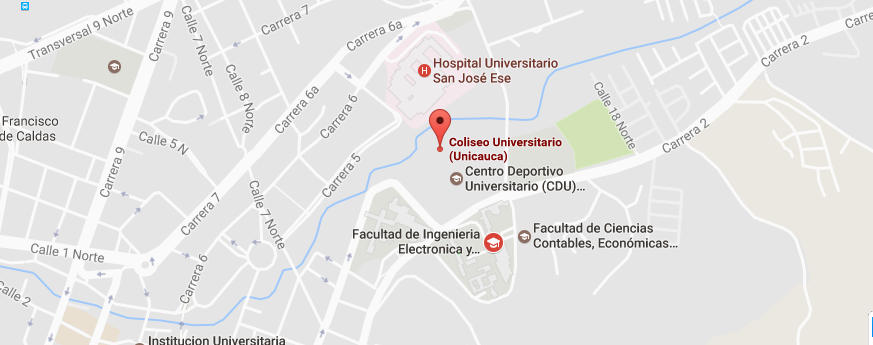 Carrera 9
Calle 7 Norte
Transversal 9 Norte
Carrera 6a
Carrera 2
Hospital Universitario
San José Ese
Calle 8 Norte
Carrera 6
Carrera 6a
Calle 18 Norte
Carrera 2
Francisco
de Caldas
Calle 5 N
Coliseo Universitario
(Unicauca)
Carrera 5
Centro Deportivo
Universitario (CDU)...
Carrera 9
Carrera 7
Calle 7 Norte
Facultad de Ingenieria
Electronica y...
Facultad de Ciencias
Contables, Económicas...
Calle 1 Norte
Carrera 6
Calle 2
Institucion Universitaria